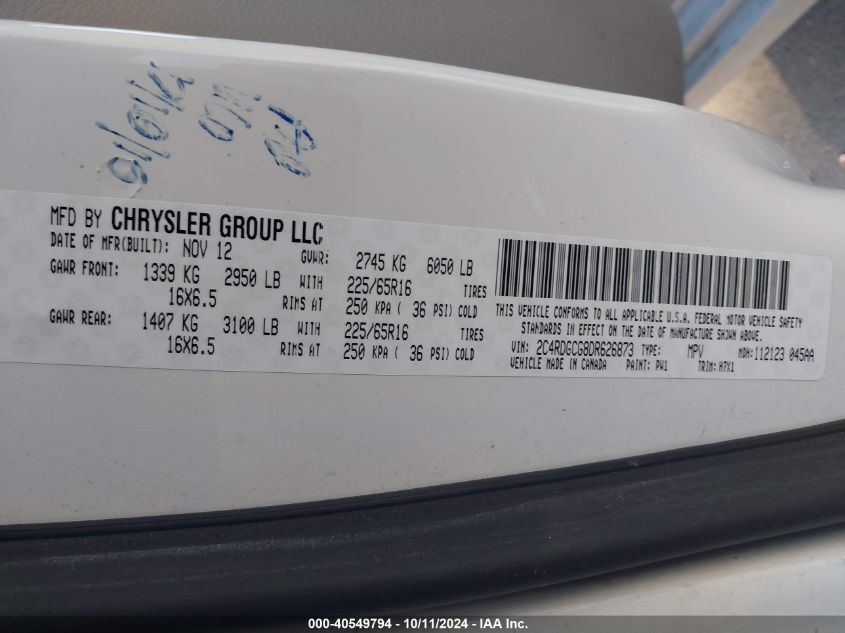 MFD BY CHRYSLER GROUP LLC
DATE OF MFR(BUILT): NOV 12 GVWR: 2745 KG 6050 LB
GAWR FRONT: 1339 KG 2950 LB WITH 225/65R16 TIRES
16X6.5 RIMS AT 250 KPA ( 36 PSI) COLD
GAWR REAR: 1407 KG 3100 LB WITH 225/65R16 TIRES
16X6.5 RIMS AT 250 KPA ( 36 PSI) COLD
THIS VEHICLE CONFORMS TO ALL APPLICABLE U.S.A. FEDERAL MOTOR VEHICLE SAFETY
STANDARDS IN EFFECT ON THE DATE OF MANUFACTURE SHOWN ABOVE.
VIN: 2C4RDGCG8DR626873 TYPE: MPV MDH: 112123 045AA
VEHICLE MADE IN CANADA PAINT: PW1 TRIM: H7X1
000-40549794 - 10/11/2024 - IAA Inc.